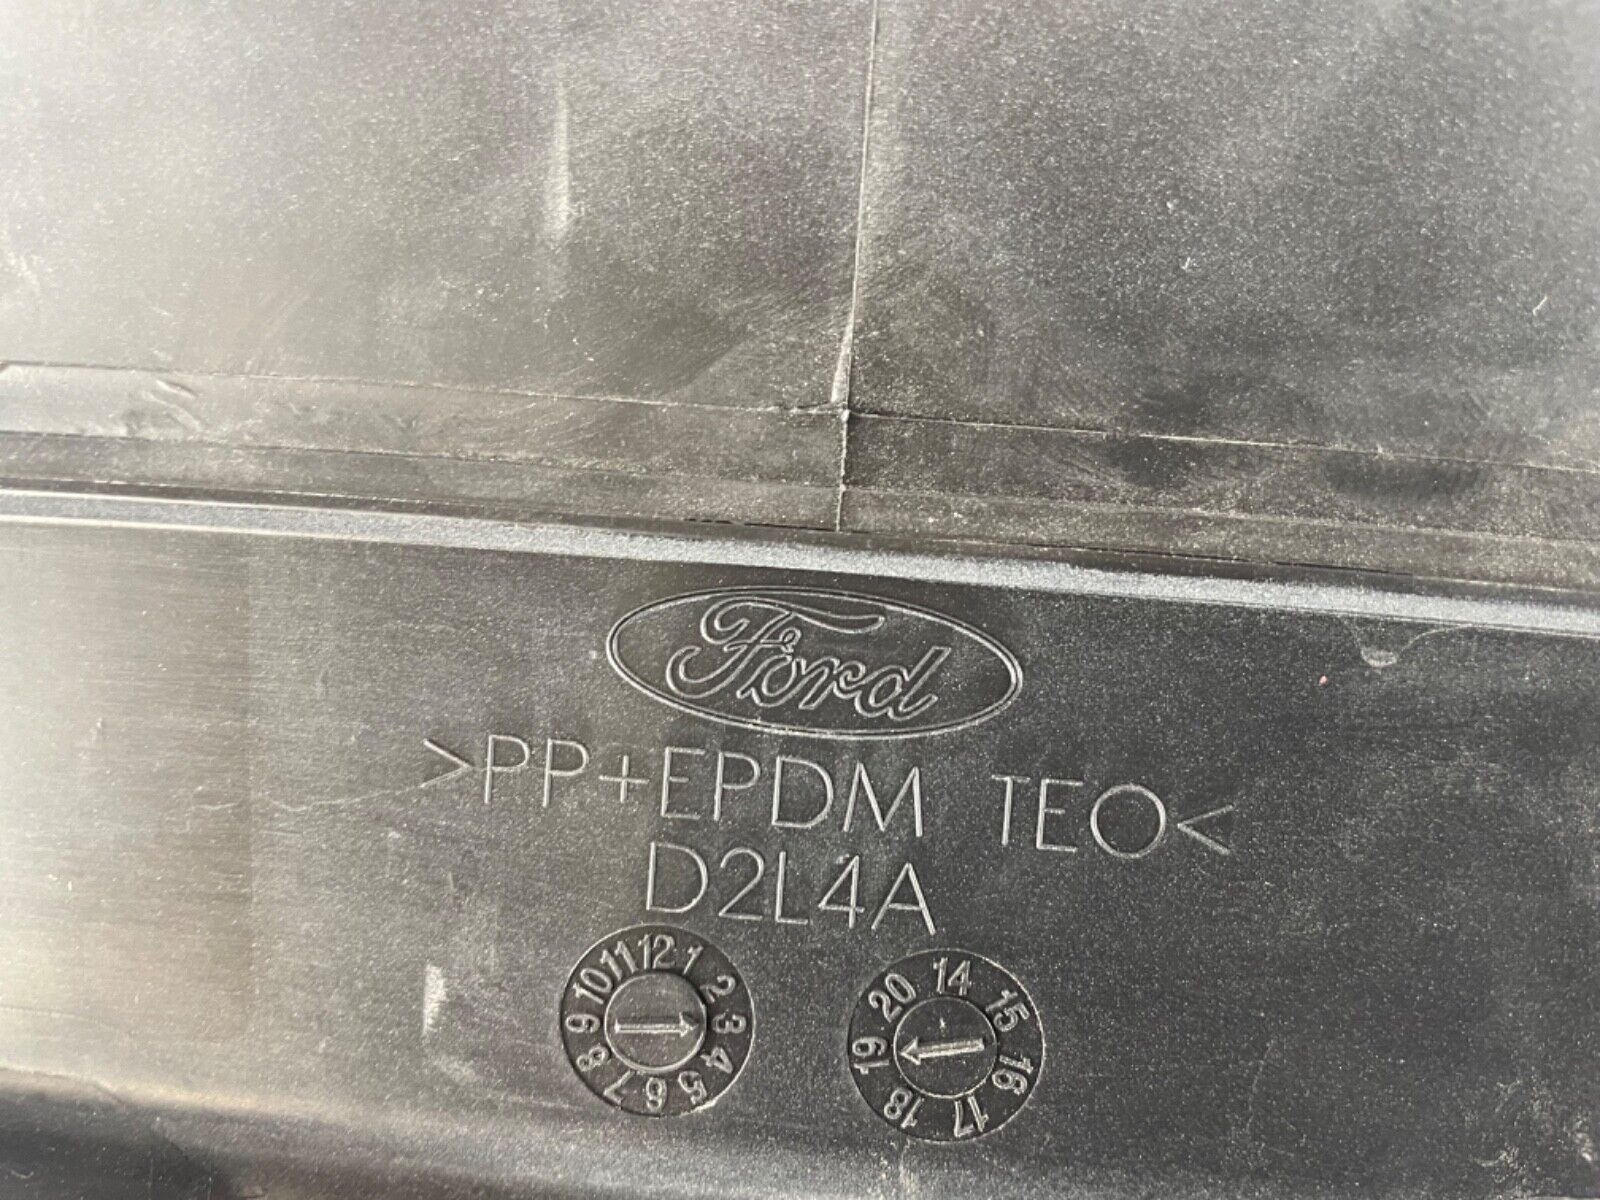 Ford
>PP+EPDM TEO<
D2L4A
12 1 2 3 4 5 6 7 8 9 10 11
14 15 16 17 18 19 20